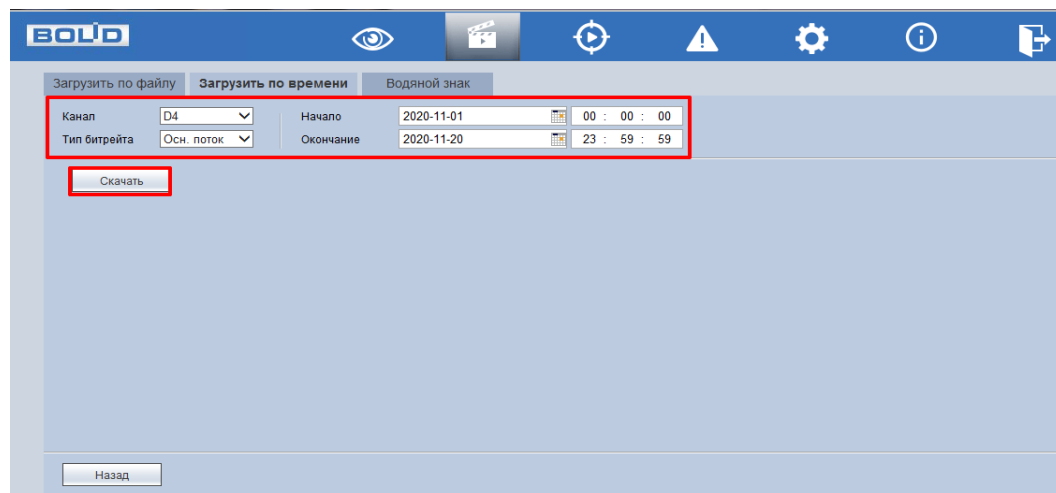 BOLID
Загрузить по файлу Загрузить по времени Водяной знак
Канал D4 Начало 2020-11-01 00 : 00 : 00
Тип битрейта Осн. поток Окончание 2020-11-20 23 : 59 : 59
Скачать
Назад